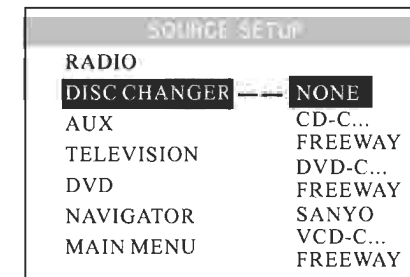 SOURCE SETUP
RADIO
DISC CHANGER — — NONE
AUX
TELEVISION
DVD
NAVIGATOR
MAIN MENU
CD-C...
FREEWAY
DVD-C...
FREEWAY
SANYO
VCD-C...
FREEWAY